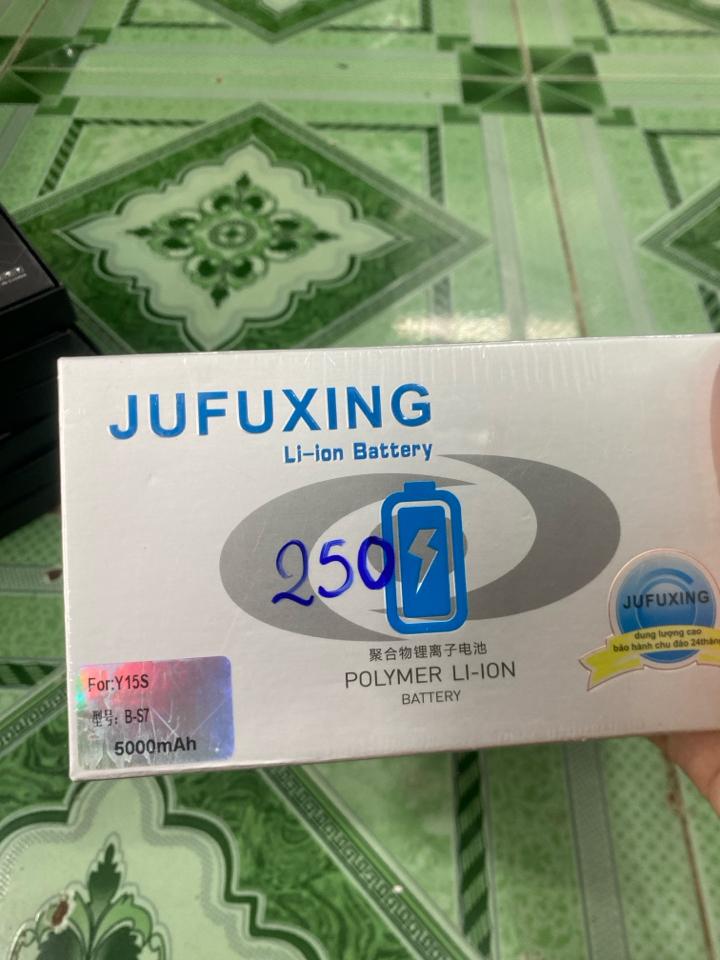 JUFUXING
Li-ion Battery
250
聚合物锂离子电池
POLYMER LI-ION
BATTERY
For:Y15S
型号: B-S7
5000mAh
JUFUXING
dung lượng cao
bảo hành chu đáo 24tháng